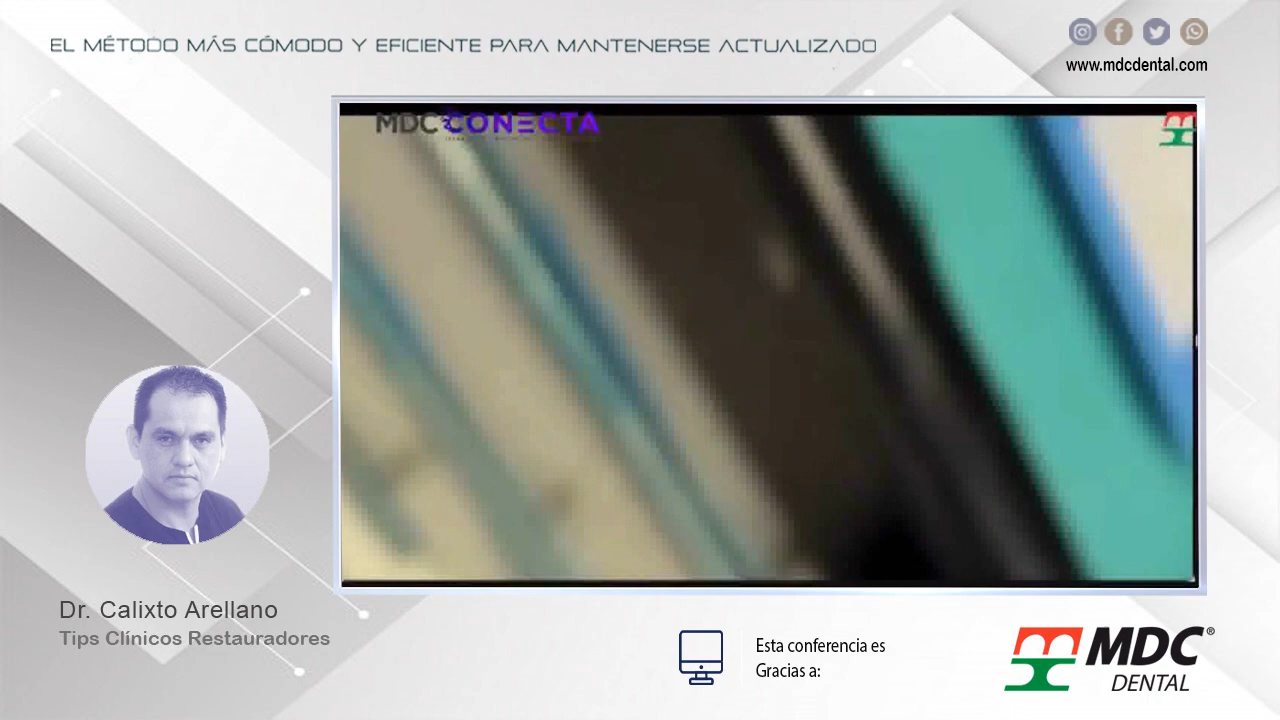 EL MÉTODO MÁS CÓMODO Y EFICIENTE PARA MANTENERSE ACTUALIZADO
www.mdcdental.com
MDC CONECTA
Dr. Calixto Arellano
Tips Clínicos Restauradores
Esta conferencia es
Gracias a:
MDC®
DENTAL